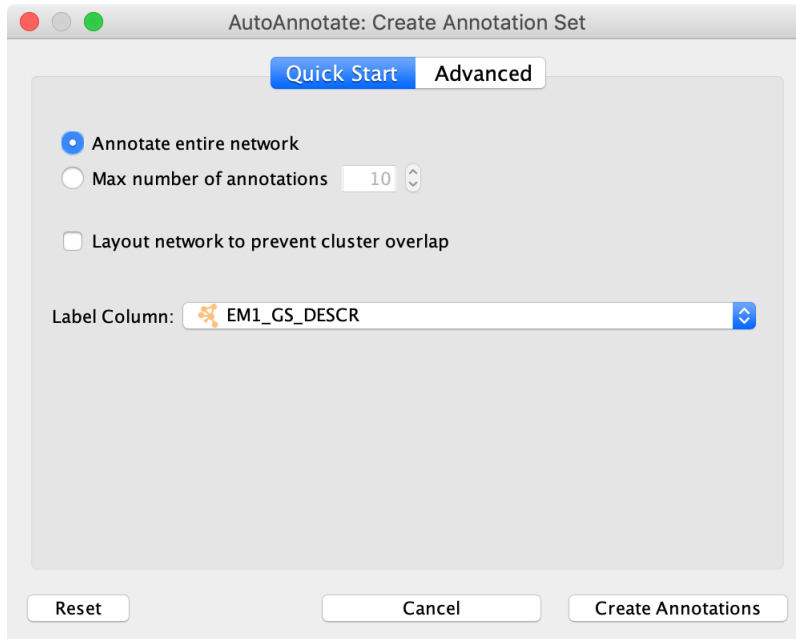 AutoAnnotate: Create Annotation Set
Quick Start Advanced
Annotate entire network
Max number of annotations 10
Layout network to prevent cluster overlap
Label Column: EM1_GS_DESCR
Reset Cancel Create Annotations